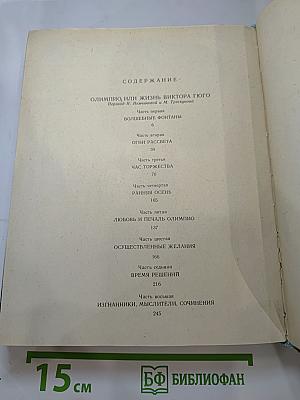 СОДЕРЖАНИЕ
ОЛИМПИО, ИЛИ ЖИЗНЬ ВИКТОРА ГЮГО
Перевод Н. Немчиновой и М. Трескунова
Часть первая
ВОЛШЕБНЫЕ ФОНТАНЫ
6
Часть вторая
ОГНИ РАССВЕТА
Часть третья
ЧАС ТОРЖЕСТВА
76
Часть четвертая
РАННЯЯ ОСЕНЬ
105
Часть пятая
ЛЮБОВЬ И ПЕЧАЛЬ ОЛИМПИО
137
Часть шестая
ОСУЩЕСТВЛЕННЫЕ ЖЕЛАНИЯ
166
Часть седьмая
ВРЕМЯ РЕШЕНИЙ
216
Часть восьмая
ИЗГНАННИКИ, МЫСЛИТЕЛИ, СОЧИНЕНИЯ
245
15 см
БФ БИБЛИОФАН